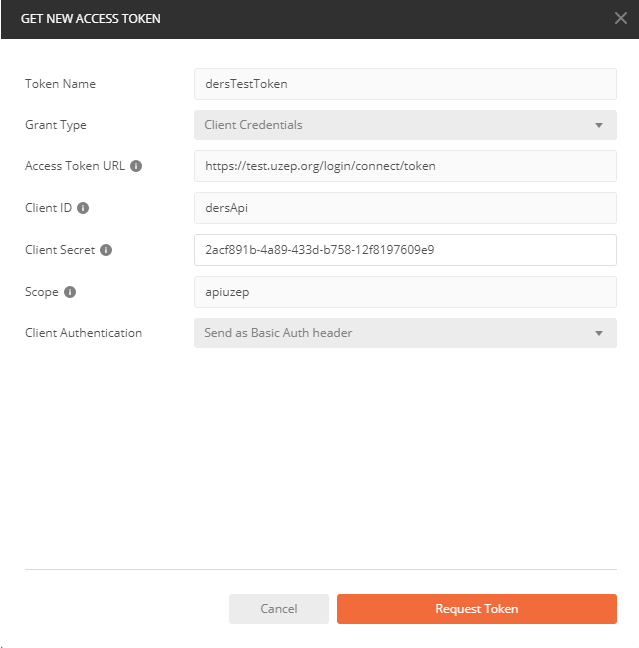 GET NEW ACCESS TOKEN
Token Name dersTestToken
Grant Type Client Credentials
Access Token URL https://test.uzep.org/login/connect/token
Client ID dersApi
Client Secret 2acf891b-4a89-433d-b758-12f8197609e9
Scope apiuzep
Client Authentication Send as Basic Auth header
Cancel Request Token